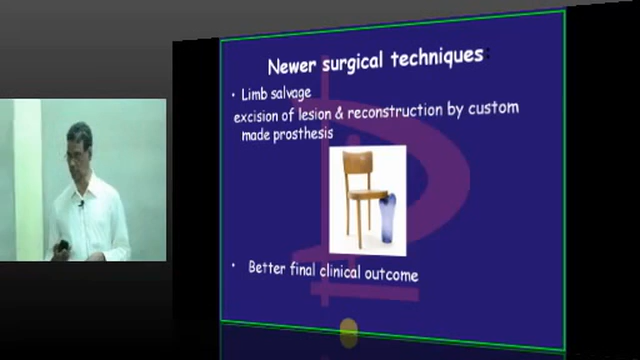 Newer surgical techniques:
• Limb salvage
excision of lesion & reconstruction by custom
made prosthesis
• Better final clinical outcome